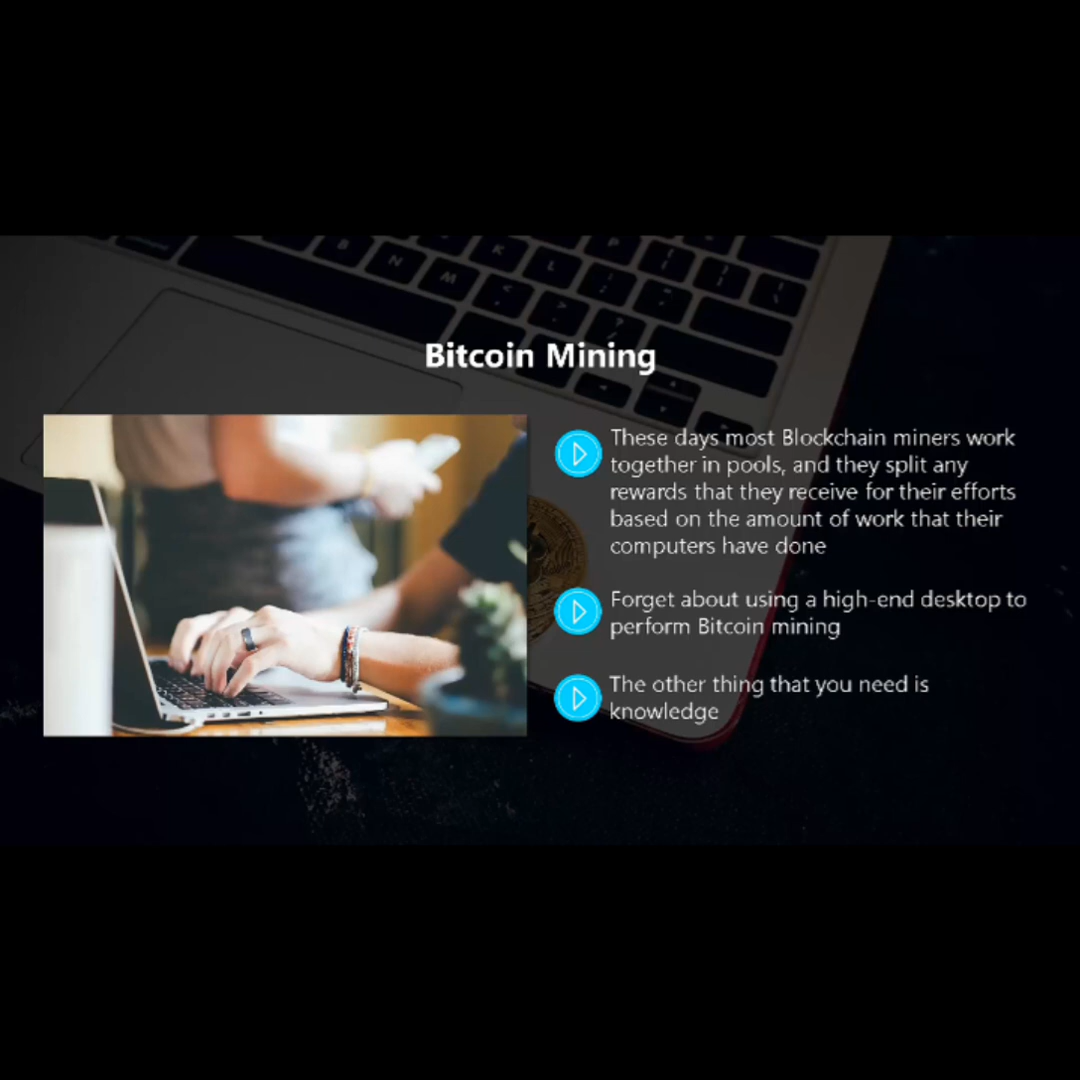 Bitcoin Mining
These days most Blockchain miners work
together in pools, and they split any
rewards that they receive for their efforts
based on the amount of work that their
computers have done
Forget about using a high-end desktop to
perform Bitcoin mining
The other thing that you need is
knowledge